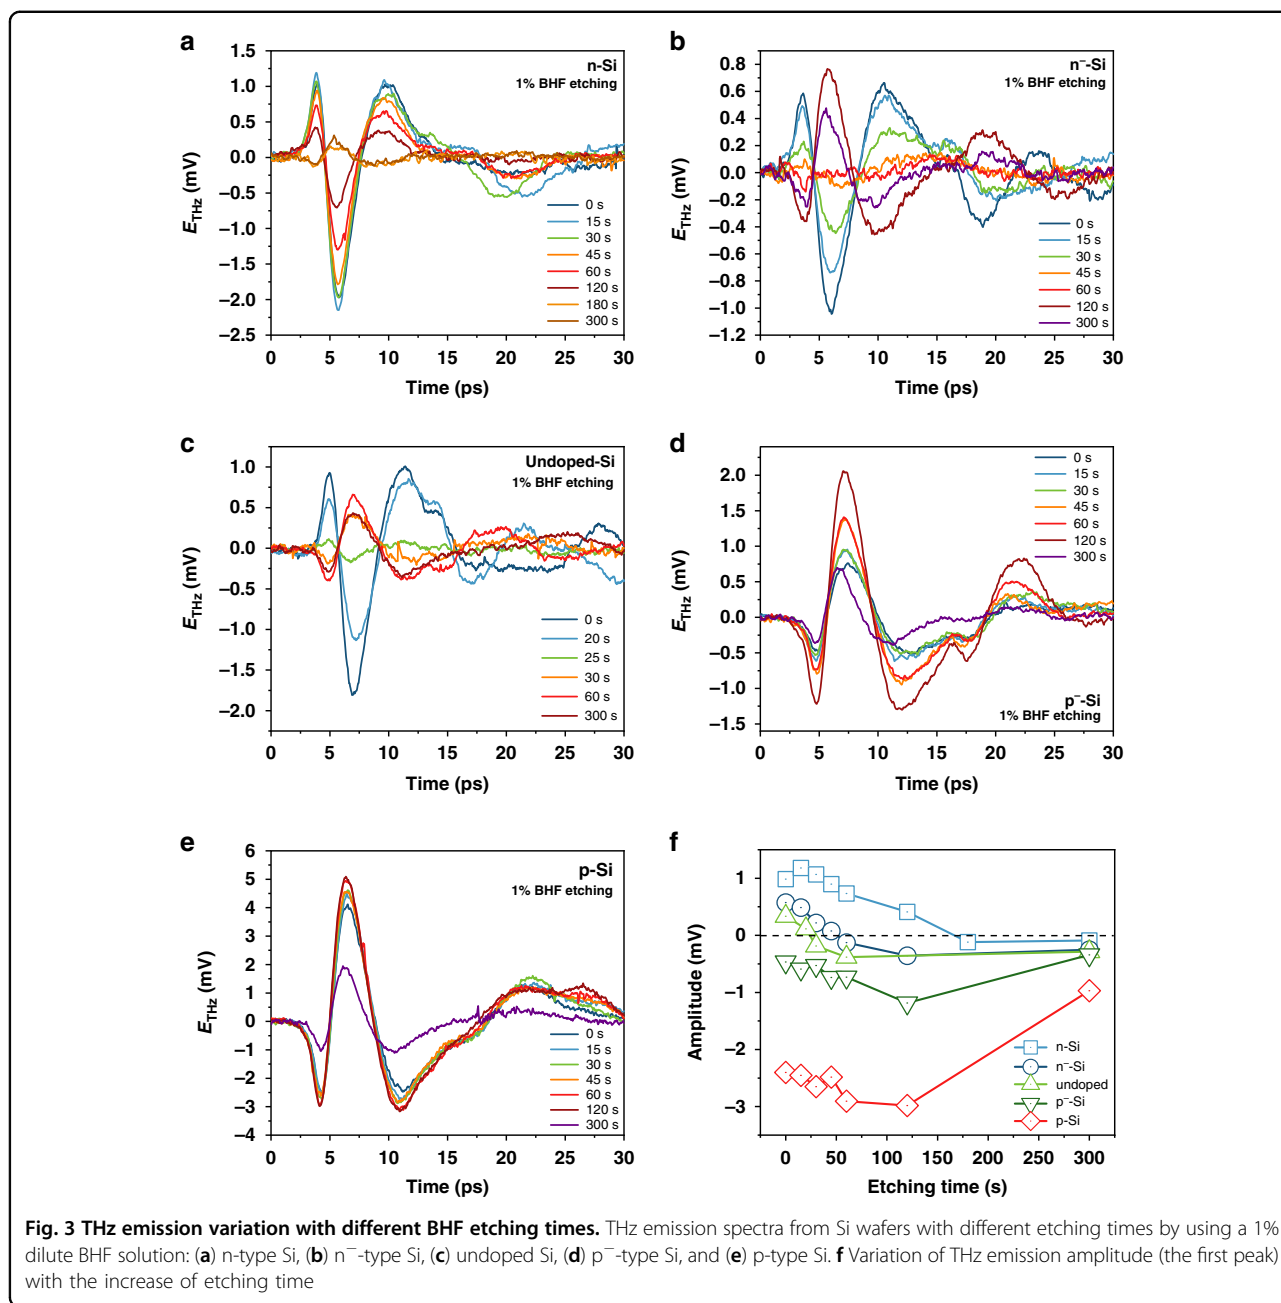 a
n-Si
1% BHF etching
1.5
1.0
0.5
0.0
−0.5
−1.0
−1.5
−2.0
−2.5
E_THz (mV)
0 s
15 s
30 s
45 s
60 s
120 s
180 s
300 s
0 5 10 15 20 25 30
Time (ps)
b
n⁻-Si
1% BHF etching
0.8
0.6
0.4
0.2
0.0
−0.2
−0.4
−0.6
−0.8
−1.0
−1.2
E_THz (mV)
0 s
15 s
30 s
45 s
60 s
120 s
300 s
0 5 10 15 20 25 30
Time (ps)
c
Undoped-Si
1% BHF etching
1.0
0.5
0.0
−0.5
−1.0
−1.5
−2.0
E_THz (mV)
0 s
20 s
25 s
30 s
60 s
300 s
0 5 10 15 20 25 30
Time (ps)
d
0 s
15 s
30 s
45 s
60 s
120 s
300 s
2.0
1.5
1.0
0.5
0.0
−0.5
−1.0
−1.5
E_THz (mV)
p⁻-Si
1% BHF etching
0 5 10 15 20 25 30
Time (ps)
e
p-Si
1% BHF etching
6
5
4
3
2
1
0
−1
−2
−3
−4
E_THz (mV)
0 s
15 s
30 s
45 s
60 s
120 s
300 s
0 5 10 15 20 25 30
Time (ps)
f
1
0
−1
−2
−3
Amplitude (mV)
n-Si
n⁻-Si
undoped
p⁻-Si
p-Si
0 50 100 150 200 250 300
Etching time (s)
Fig. 3 THz emission variation with different BHF etching times. THz emission spectra from Si wafers with different etching times by using a 1%
dilute BHF solution: (a) n-type Si, (b) n⁻-type Si, (c) undoped Si, (d) p⁻-type Si, and (e) p-type Si. f Variation of THz emission amplitude (the first peak)
with the increase of etching time